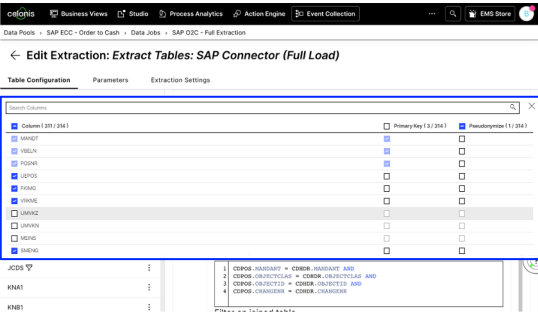 celonis Business Views Studio Process Analytics Action Engine Event Collection ... EMS Store
Data Pools › SAP ECC - Order to Cash › Data Jobs › SAP O2C - Full Extraction
← Edit Extraction: Extract Tables: SAP Connector (Full Load)
Table Configuration Parameters Extraction Settings
Search Columns
Column ( 311 / 314 ) Primary Key ( 3 / 314 ) Pseudonymize ( 1 / 314 )
MANDT
VBELN
POSNR
UEPOS
FKIMG
VRKME
UMVKZ
UMVKN
MEINS
SMENG
JCDS
KNA1
KNB1
1 CDPOS.MANDANT = CDHDR.MANDANT AND
2 CDPOS.OBJECTCLAS = CDHDR.OBJECTCLAS AND
3 CDPOS.OBJECTID = CDHDR.OBJECTID AND
4 CDPOS.CHANGENR = CDHDR.CHANGENR
Filter on joined table